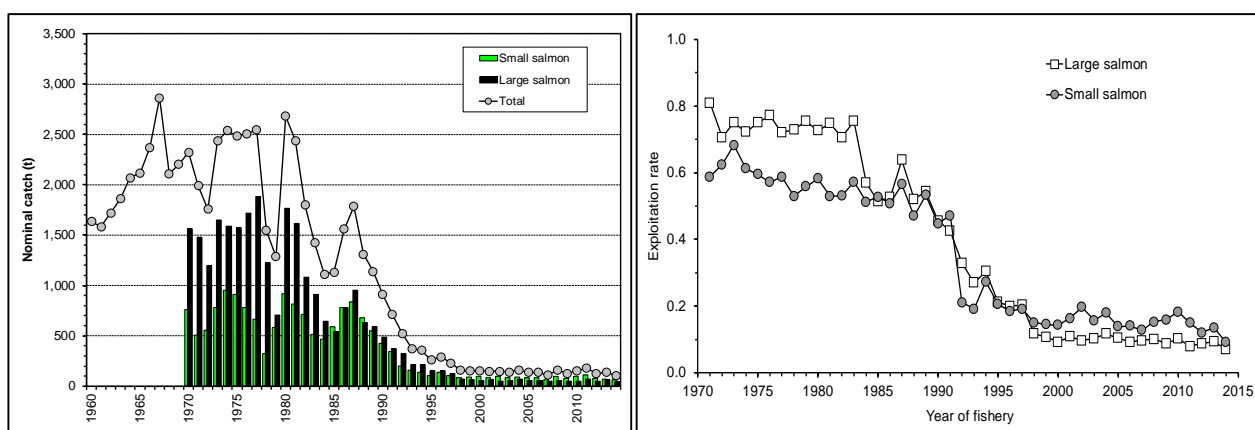 3,500
3,000
2,500
2,000
1,500
1,000
500
0
Nominal catch (t)
Small salmon
Large salmon
Total
1960
1965
1970
1975
1980
1985
1990
1995
2000
2005
2010
1.0
0.8
0.6
0.4
0.2
0.0
Exploitation rate
Large salmon
Small salmon
1970 1975 1980 1985 1990 1995 2000 2005 2010 2015
Year of fishery